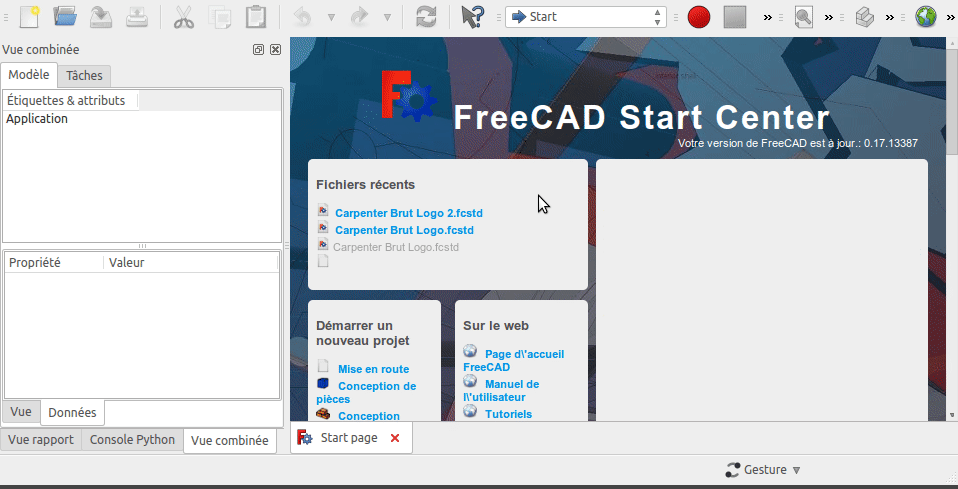 Start
Vue combinée
Modèle
Tâches
Étiquettes & attributs
Application
Propriété
Valeur
Vue
Données
Vue rapport
Console Python
Vue combinée
FreeCAD Start Center
Votre version de FreeCAD est à jour.: 0.17.13387
Fichiers récents
Carpenter Brut Logo 2.fcstd
Carpenter Brut Logo.fcstd
Carpenter Brut Logo.fcstd
Démarrer un
nouveau projet
Mise en route
Conception de
pièces
Conception
Sur le web
Page d\'accueil
FreeCAD
Manuel de
l\'utilisateur
Tutoriels
Start page
Gesture